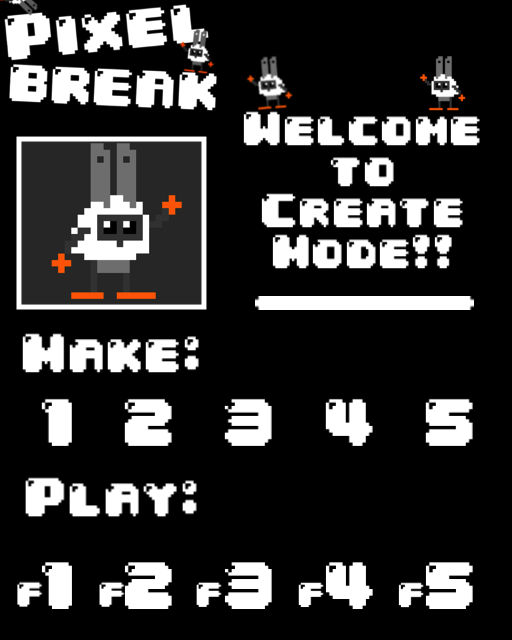 PIXEL
BREAK
WELCOME
TO
CREATE
MODE!!
MAKE:
1 2 3 4 5
PLAY:
F1 F2 F3 F4 F5